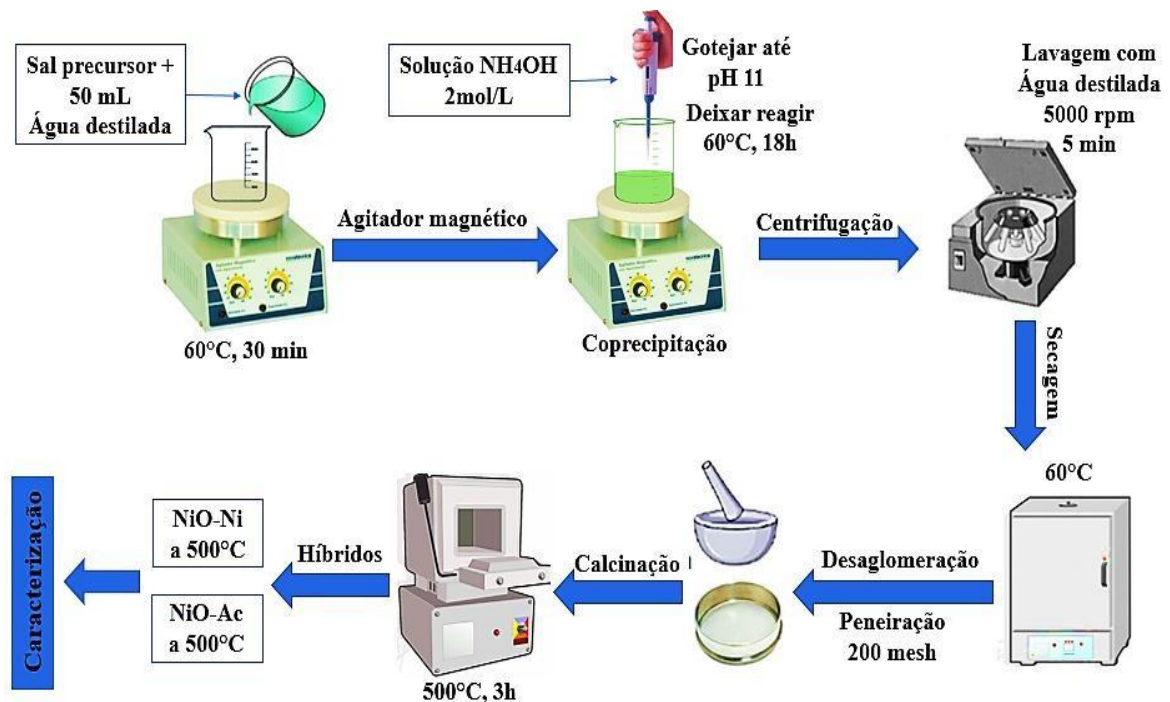 Sal precursor +
50 mL
Água destilada
60°C, 30 min
Agitador magnético
Solução NH4OH
2mol/L
Gotejar até
pH 11
Deixar reagir
60°C, 18h
Coprecipitação
Centrifugação
Lavagem com
Água destilada
5000 rpm
5 min
Secagem
60°C
Desaglomeração
Peneiração
200 mesh
Calcinação
500°C, 3h
Híbridos
NiO-Ni
a 500°C
NiO-Ac
a 500°C
Caracterização